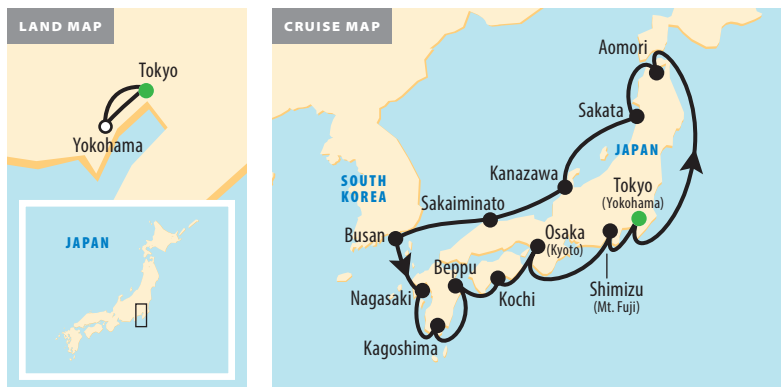 LAND MAP
Tokyo
Yokohama
JAPAN
CRUISE MAP
Aomori
Sakata
JAPAN
Kanazawa
SOUTH
KOREA
Tokyo
(Yokohama)
Sakaiminato
Busan
Osaka
(Kyoto)
Beppu
Nagasaki
Kochi
Shimizu
(Mt. Fuji)
Kagoshima